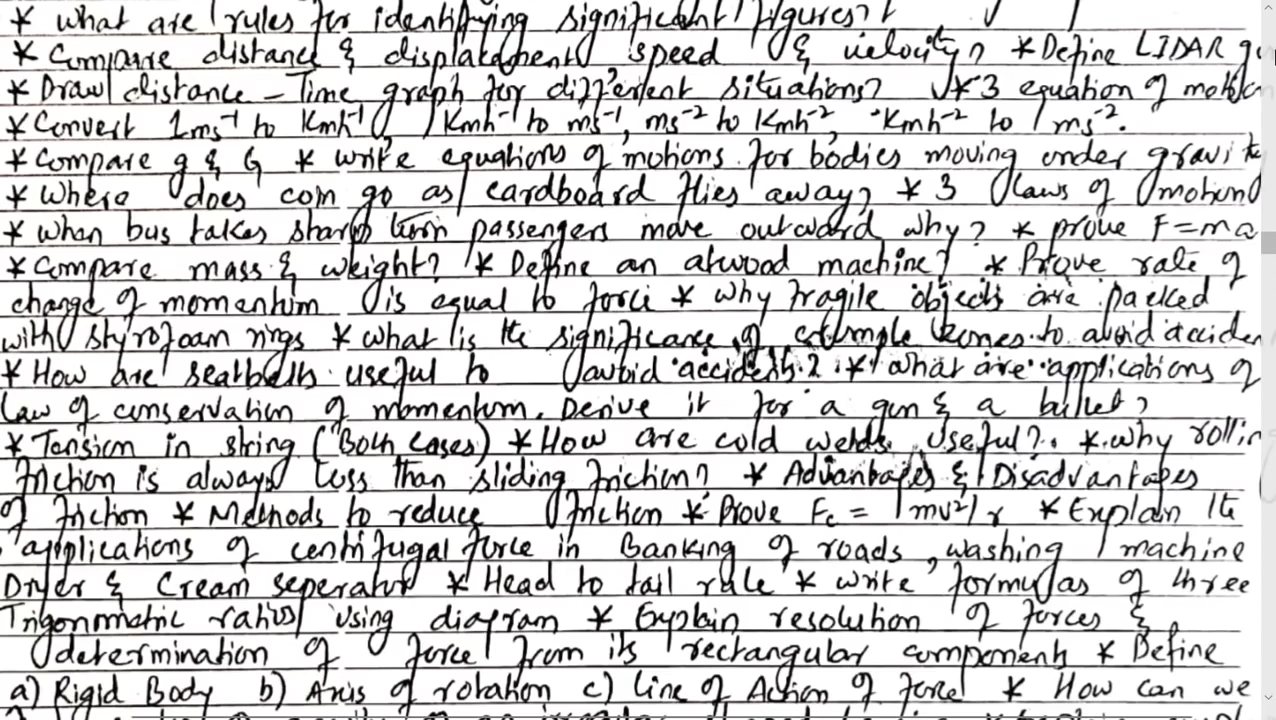 * what are rules for identifying significant figures?
* Compare distance & displacement, speed & velocity? * Define LIDAR gu
* Draw distance - Time graph for different situations? * 3 equation of motion
* Convert 1ms⁻¹ to Kmh⁻¹, Kmh⁻¹ to ms⁻¹, ms⁻² to Kmh⁻², Kmh⁻² to ms⁻².
* Compare g & G * write equations of motions for bodies moving under gravit
* Where does com go as cardboard flies away? * 3 laws of motion
* when bus takes sharp turn passengers move outward, why? * prove F=ma
* Compare mass & weight? * Define an atwood machine? * Prove rate of
change of momentum is equal to force * Why fragile objects are packed
with styrofoam rings * what is the significance of crumple zones to avoid acciden
* How are seatbelts useful to avoid accidents? * what are applications of
law of conservation of momentum. Derive it for a gun & a bullet?
* Tension in string (Both cases) * How are cold welds useful? * why rollin
friction is always less than sliding friction? * Advantages & Disadvantages
of friction * Methods to reduce friction * Prove Fc = mv²/r * Explain the
applications of centrifugal force in Banking of roads, washing machine
Dryer & Cream seperator * Head to tail rule * write formulas of three
Trigonometric ratios using diagram * Explain resolution of forces &
determination of force from its rectangular components * Define
a) Rigid Body b) Axis of rotation c) line of Action of force * How can we